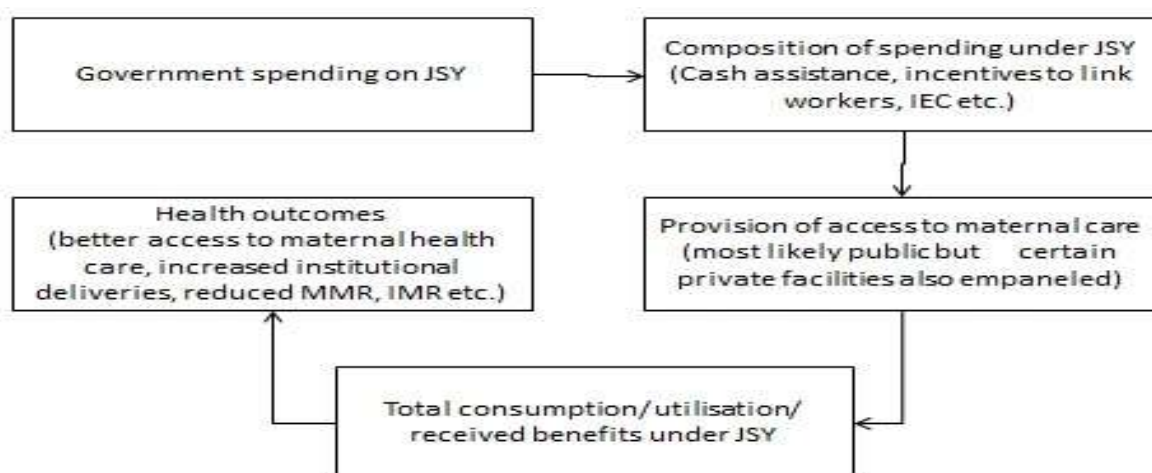 Government spending on JSY
Composition of spending under JSY
(Cash assistance, incentives to link
workers, IEC etc.)
Provision of access to maternal care
(most likely public but certain
private facilities also empaneled)
Total consumption/utilisation/
received benefits under JSY
Health outcomes
(better access to maternal health
care, increased institutional
deliveries, reduced MMR, IMR etc.)